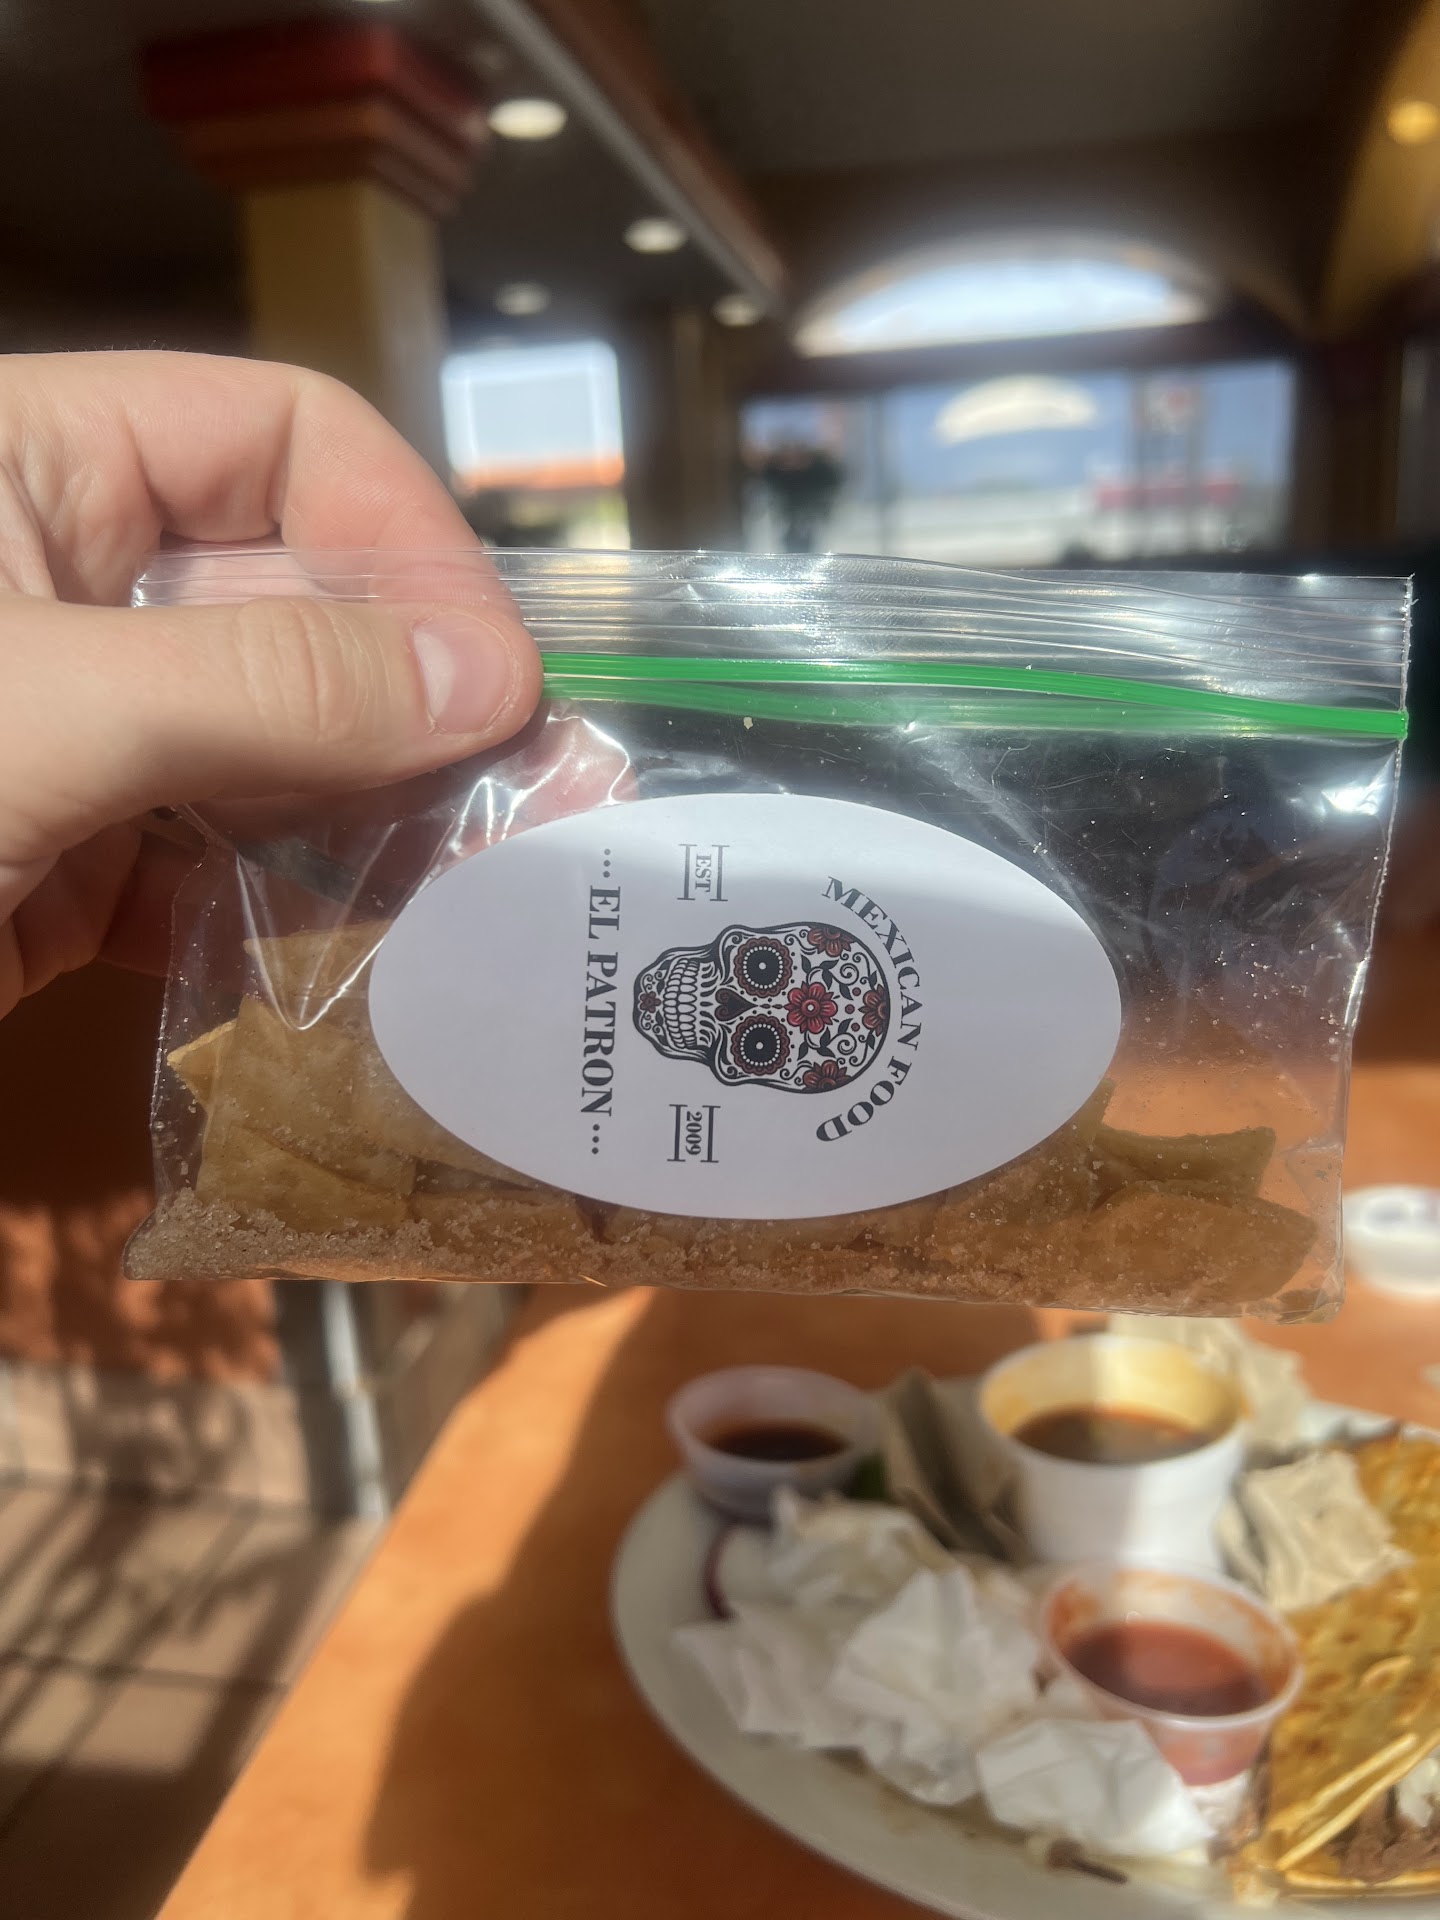 MEXICAN FOOD
EST 2009
...EL PATRON...